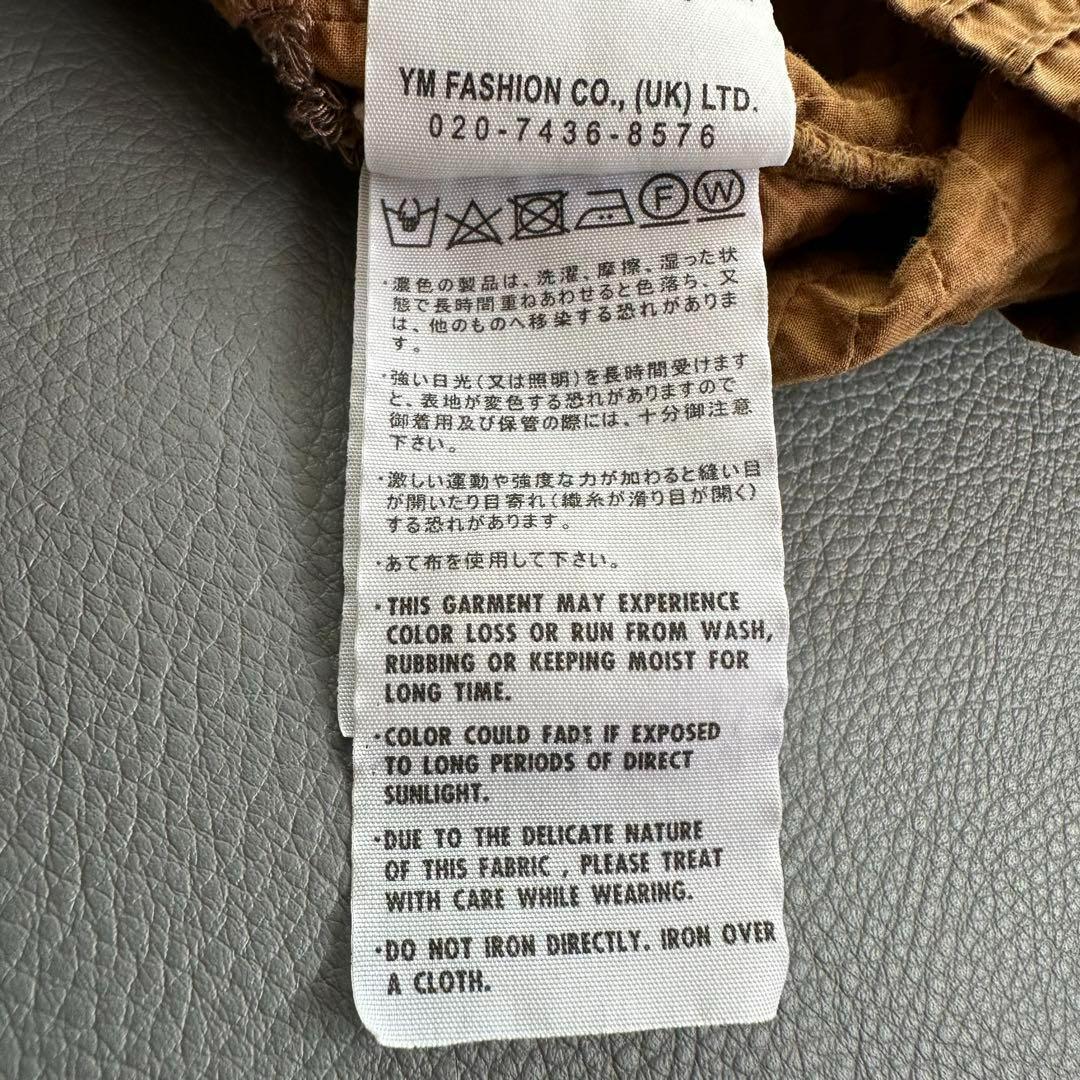 YM FASHION CO., (UK) LTD.
020-7436-8576
F W
・濃色の製品は、洗濯、摩擦、湿った状
態で長時間重ねあわせると色落ち、又
は、他のものへ移染する恐れがありま
す。
・強い日光(又は照明)を長時間受けます
と、表地が変色する恐れがありますので
御着用及び保管の際には、十分御注意
下さい。
・激しい運動や強度な力が加わると縫い目
が開いたり目寄れ(織糸が滑り目が開く)
する恐れがあります。
・あて布を使用して下さい。
・THIS GARMENT MAY EXPERIENCE
COLOR LOSS OR RUN FROM WASH,
RUBBING OR KEEPING MOIST FOR
LONG TIME.
・COLOR COULD FADE IF EXPOSED
TO LONG PERIODS OF DIRECT
SUNLIGHT.
・DUE TO THE DELICATE NATURE
OF THIS FABRIC , PLEASE TREAT
WITH CARE WHILE WEARING.
・DO NOT IRON DIRECTLY. IRON OVER
A CLOTH.